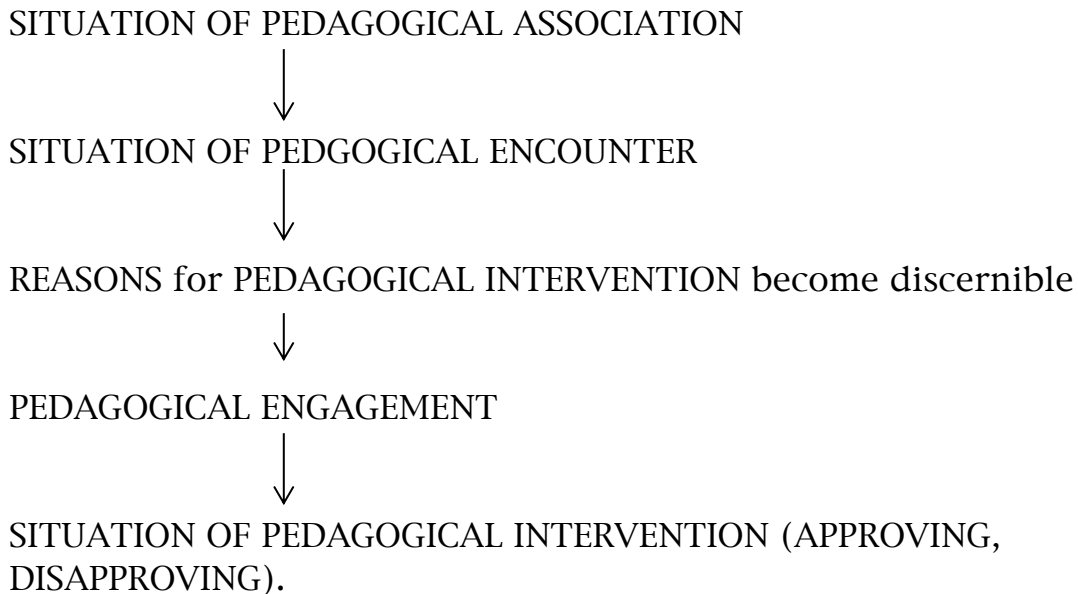 SITUATION OF PEDAGOGICAL ASSOCIATION
SITUATION OF PEDGOGICAL ENCOUNTER
REASONS for PEDAGOGICAL INTERVENTION become discernible
PEDAGOGICAL ENGAGEMENT
SITUATION OF PEDAGOGICAL INTERVENTION (APPROVING,
DISAPPROVING).